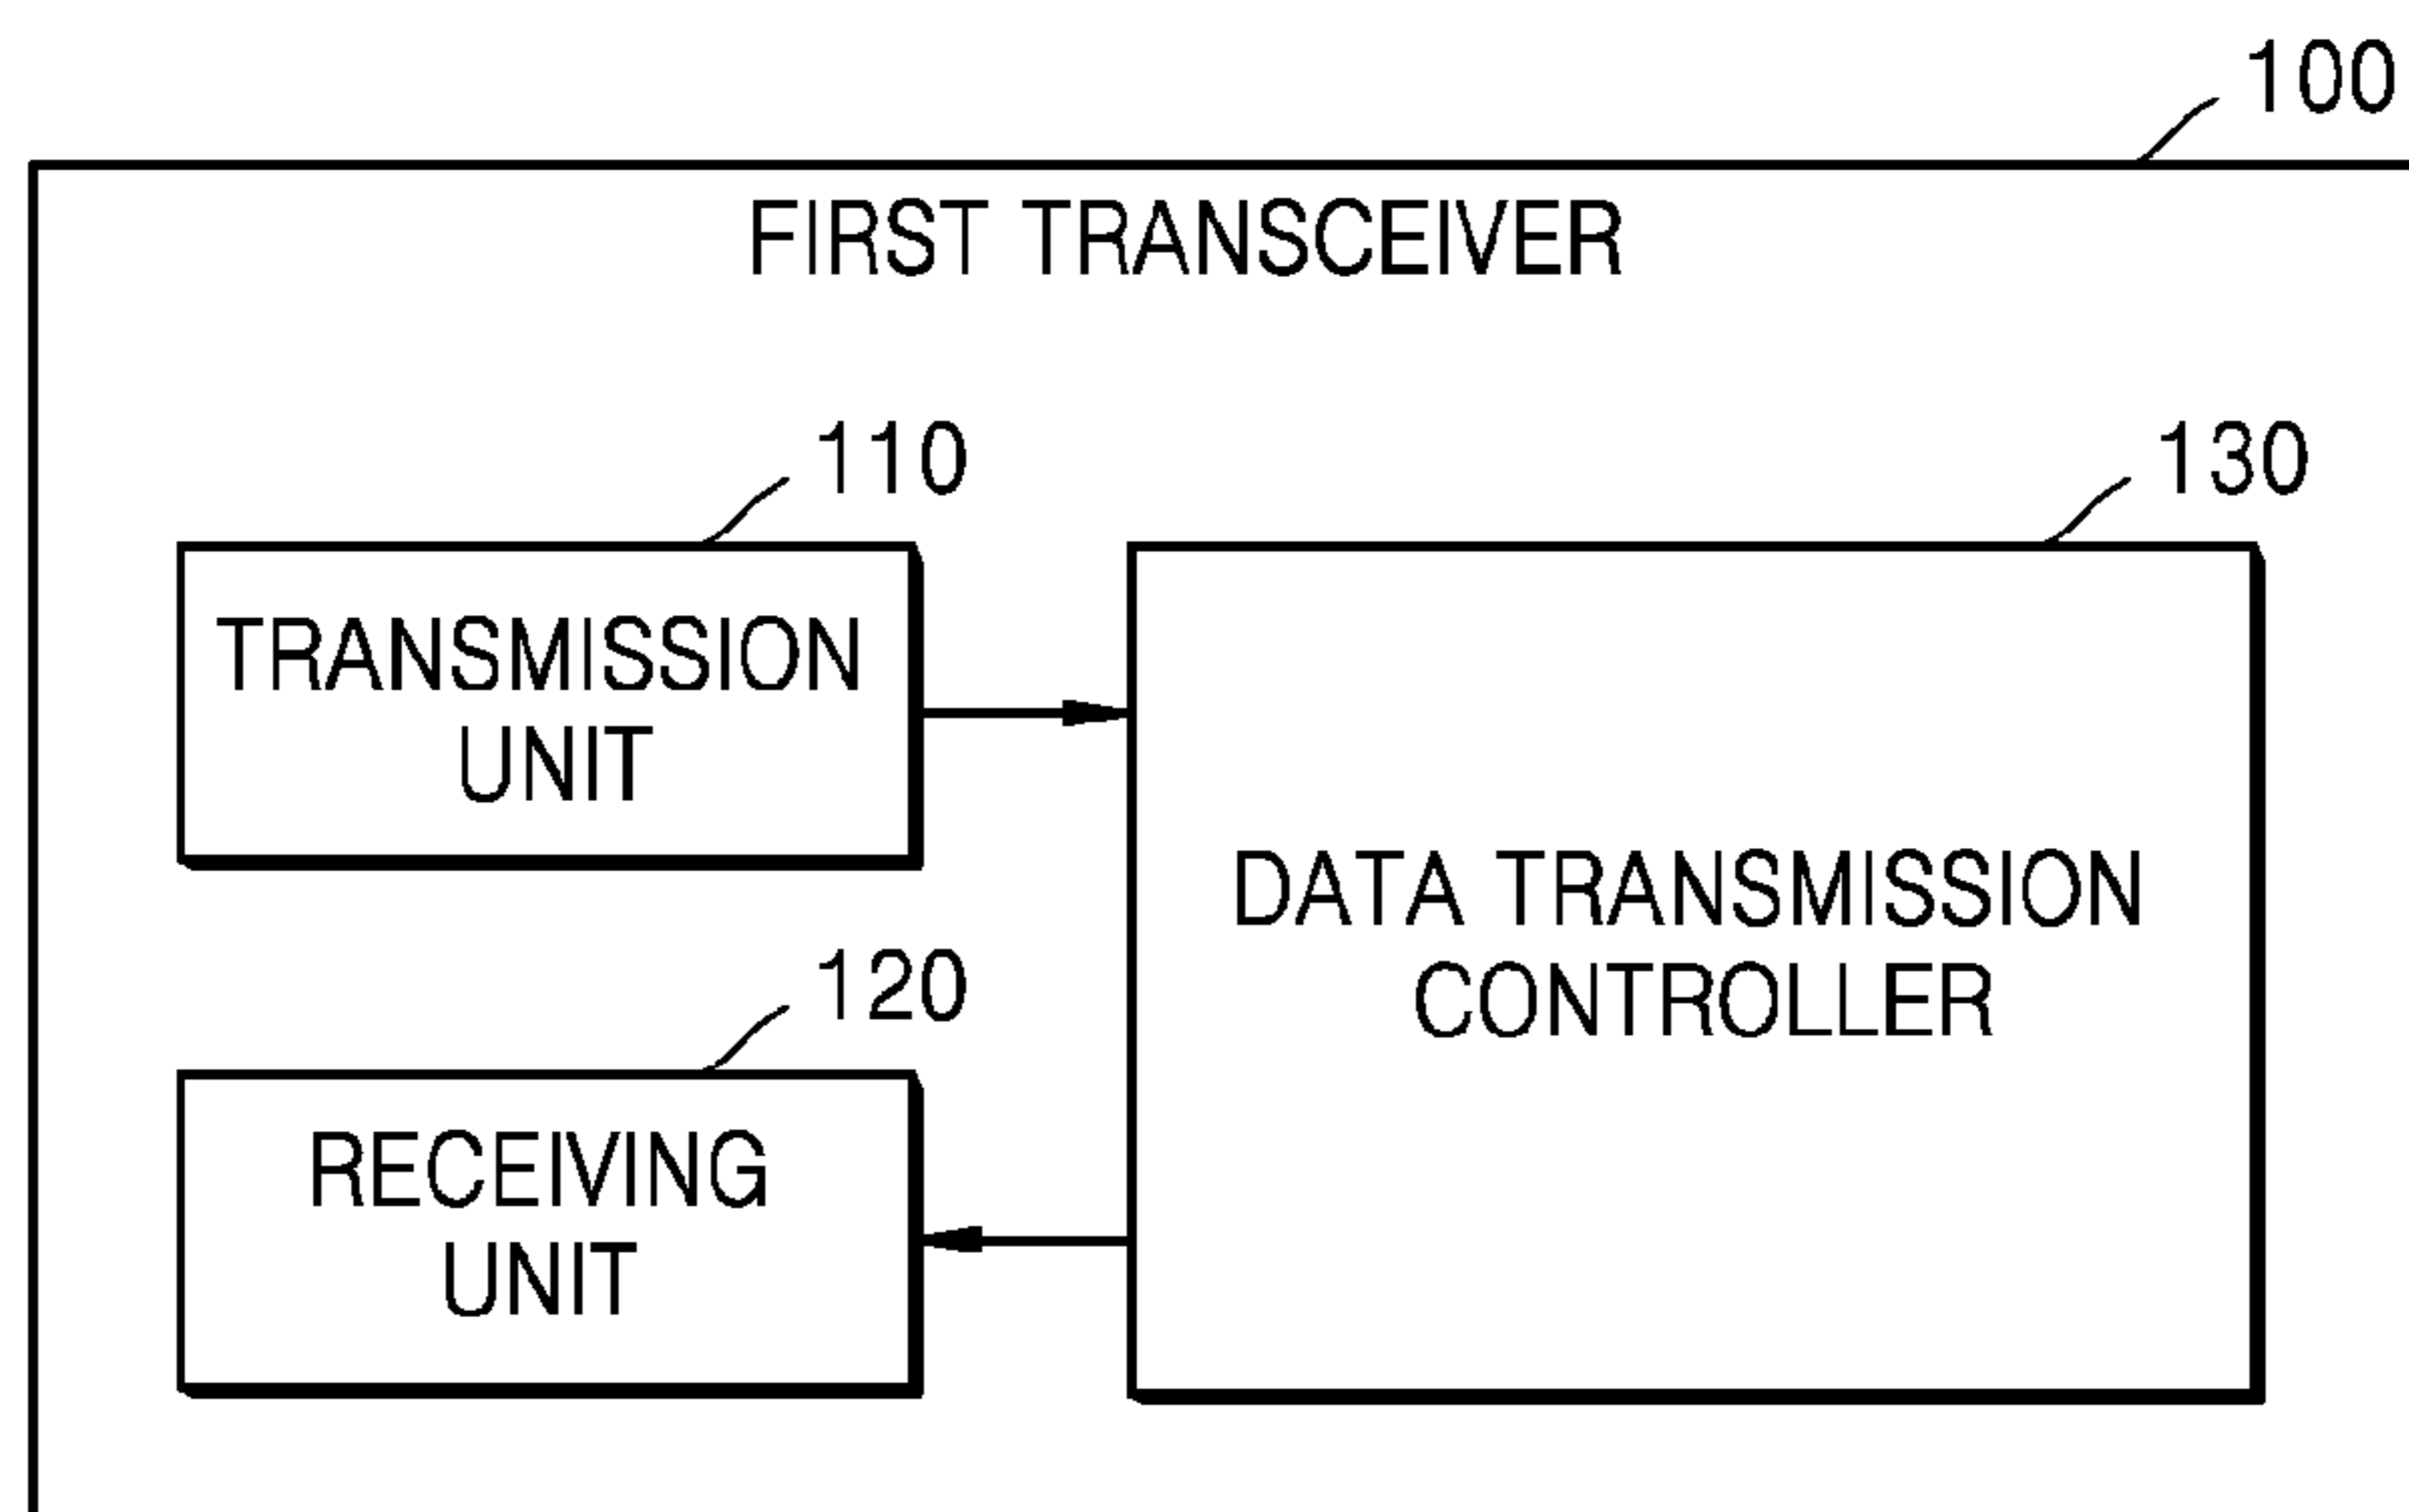 100
FIRST TRANSCEIVER
110
130
TRANSMISSION
UNIT
DATA TRANSMISSION
CONTROLLER
120
RECEIVING
UNIT